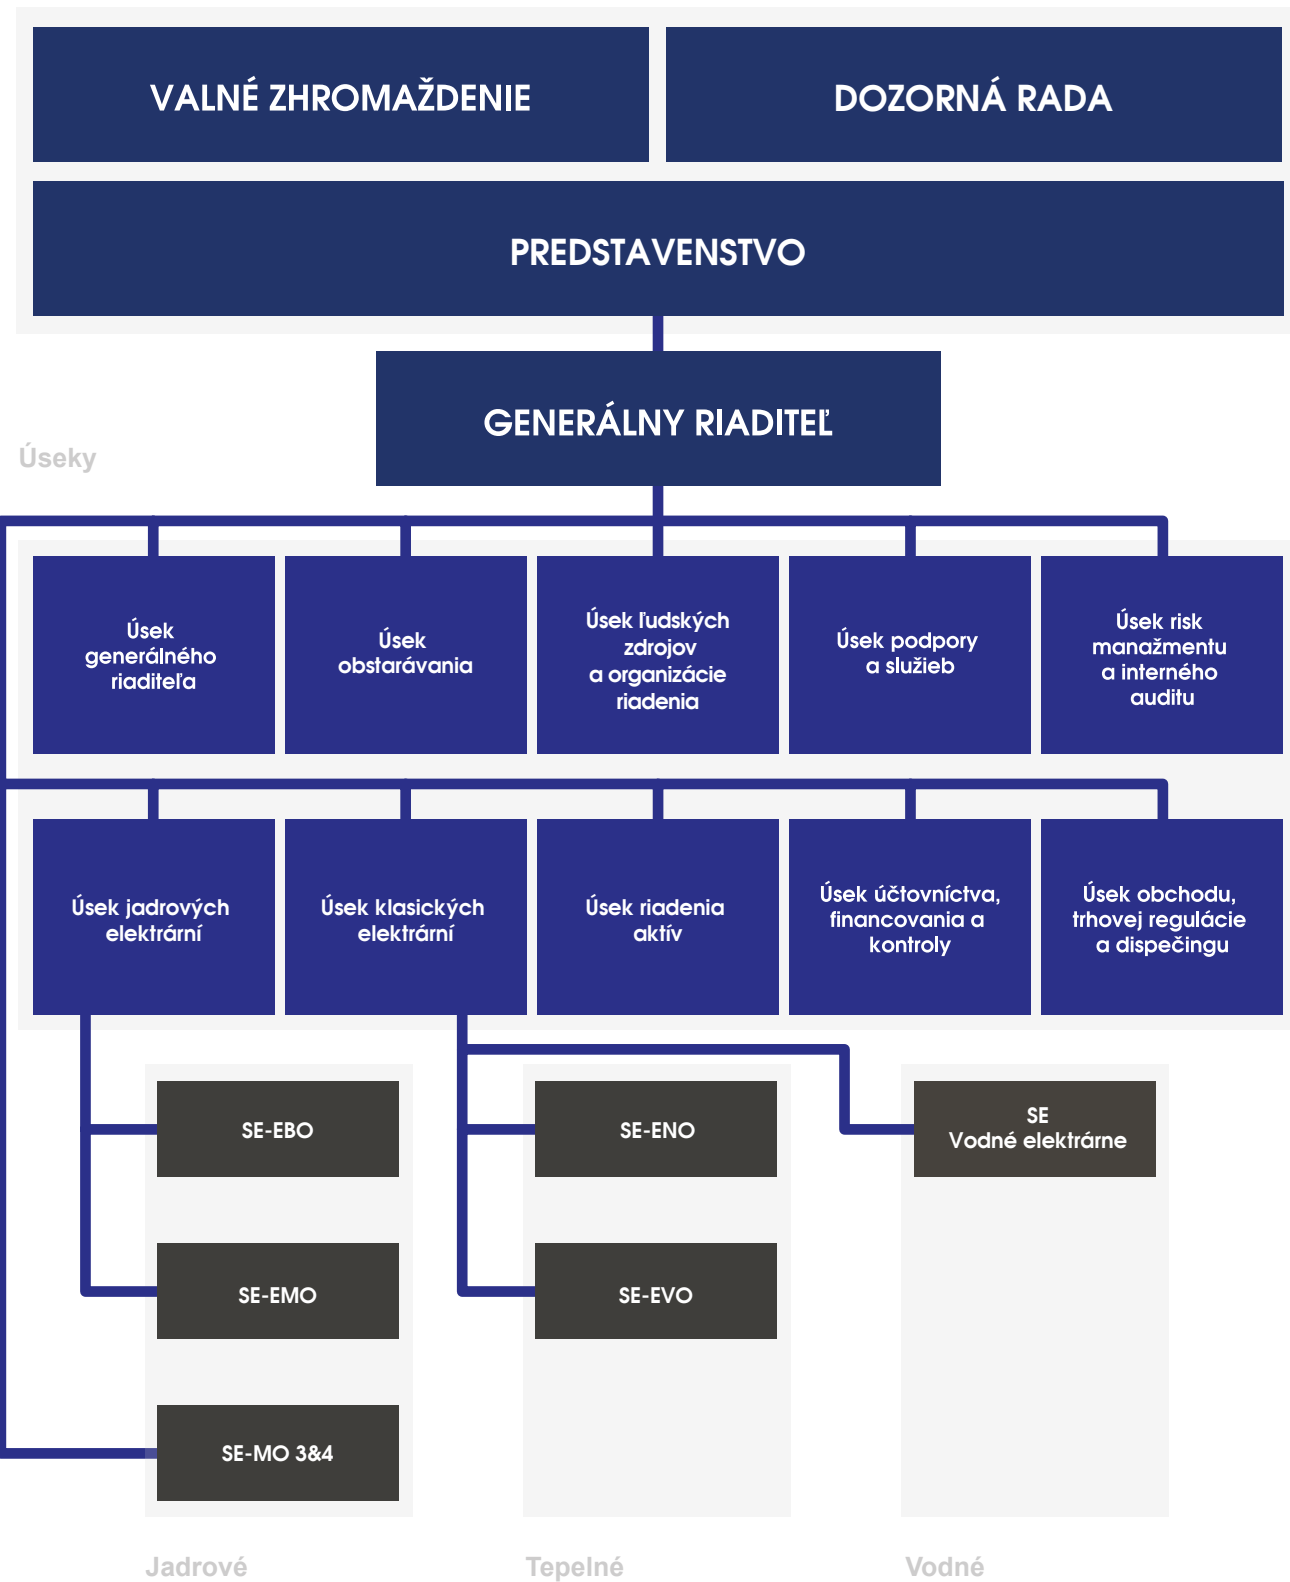 VALNÉ ZHROMAŽDENIE
DOZORNÁ RADA
PREDSTAVENSTVO
GENERÁLNY RIADITEĽ
Úseky
Úsek
generálného
riaditeľa
Úsek
obstarávania
Úsek ľudských
zdrojov
a organizácie
riadenia
Úsek podpory
a služieb
Úsek risk
manažmentu
a interného
auditu
Úsek jadrových
elektrární
Úsek klasických
elektrární
Úsek riadenia
aktív
Úsek účtovníctva,
financovania a
kontroly
Úsek obchodu,
trhovej regulácie
a dispečingu
SE-EBO
SE-ENO
SE
Vodné elektrárne
SE-EMO
SE-EVO
SE-MO 3&4
Jadrové
Tepelné
Vodné